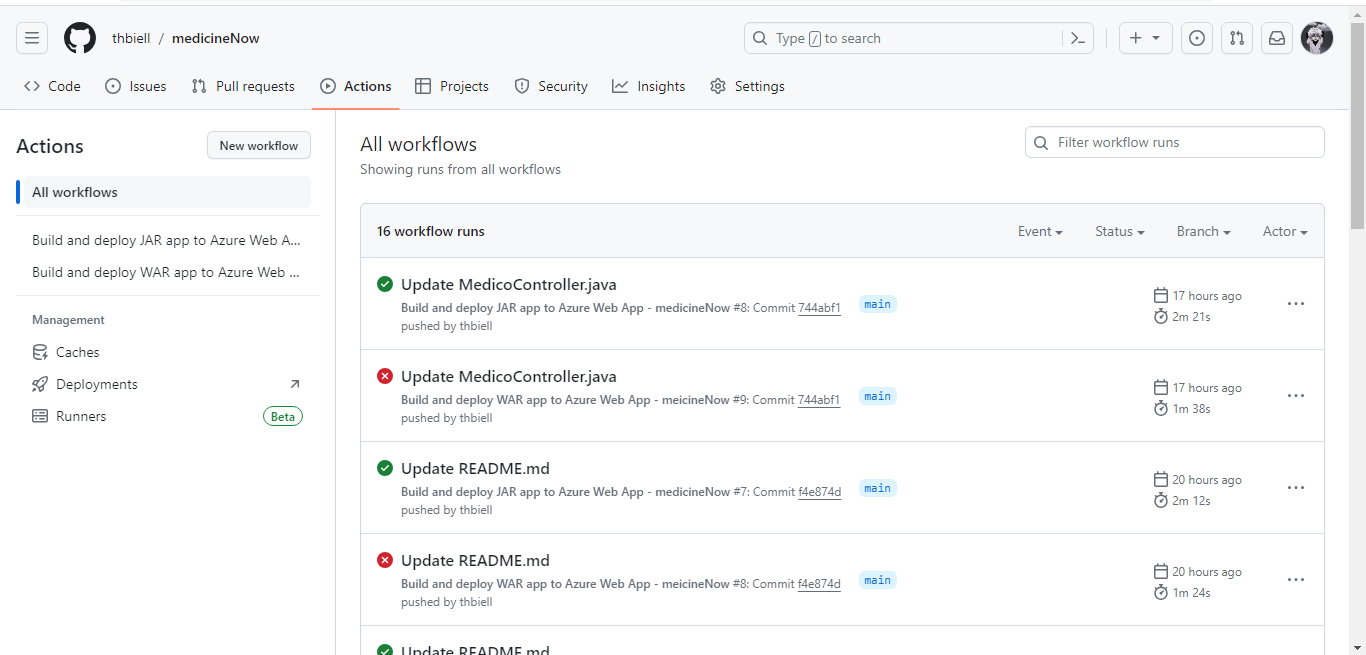 thbiell / medicineNow
Type / to search
Code
Issues
Pull requests
Actions
Projects
Security
Insights
Settings
Actions
New workflow
All workflows
Build and deploy JAR app to Azure Web A...
Build and deploy WAR app to Azure Web ...
Management
Caches
Deployments
Runners
Beta
All workflows
Showing runs from all workflows
Filter workflow runs
16 workflow runs
Event
Status
Branch
Actor
Update MedicoController.java
Build and deploy JAR app to Azure Web App - medicineNow #8: Commit 744abf1
pushed by thbiell
main
17 hours ago
2m 21s
Update MedicoController.java
Build and deploy WAR app to Azure Web App - meicineNow #9: Commit 744abf1
pushed by thbiell
main
17 hours ago
1m 38s
Update README.md
Build and deploy JAR app to Azure Web App - medicineNow #7: Commit f4e874d
pushed by thbiell
main
20 hours ago
2m 12s
Update README.md
Build and deploy WAR app to Azure Web App - meicineNow #8: Commit f4e874d
pushed by thbiell
main
20 hours ago
1m 24s
Update README.md